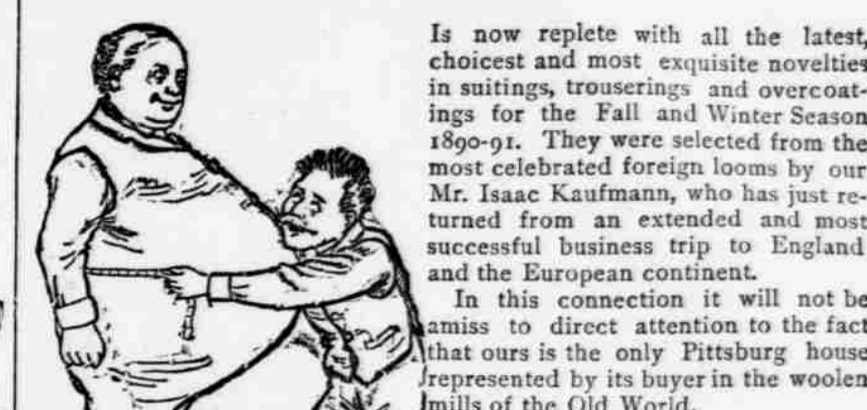 Is now replete with all the latest,
choicest and most exquisite novelties
in suitings, trouserings and overcoat-
ings for the Fall and Winter Season
1890-91. They were selected from the
most celebrated foreign looms by our
Mr. Isaac Kaufmann, who has just re-
turned from an extended and most
successful business trip to England
and the European continent.
In this connection it will not be
amiss to direct attention to the fact
that ours is the only Pittsburg house
represented by its buyer in the woolen
mills of the Old World.